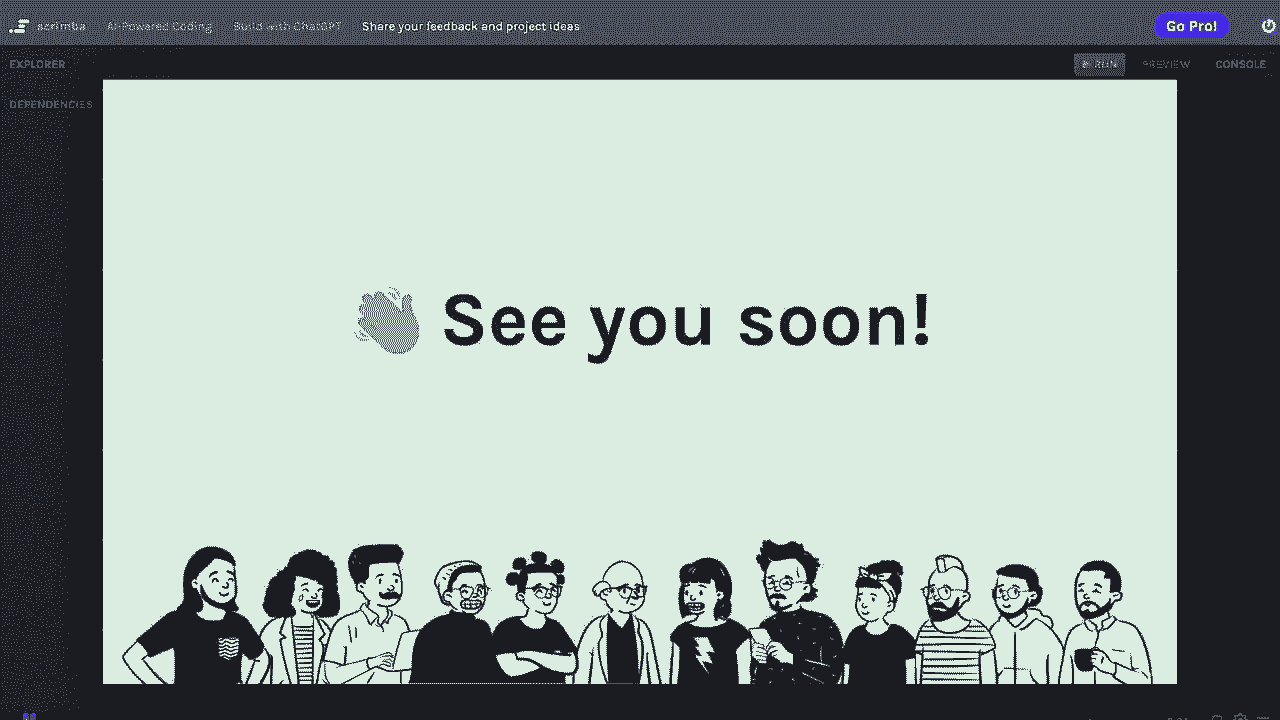 scrimba AI-Powered Coding Build with ChatGPT Share your feedback and project ideas Go Pro!
EXPLORER RUN PREVIEW CONSOLE
DEPENDENCIES
👋 See you soon!